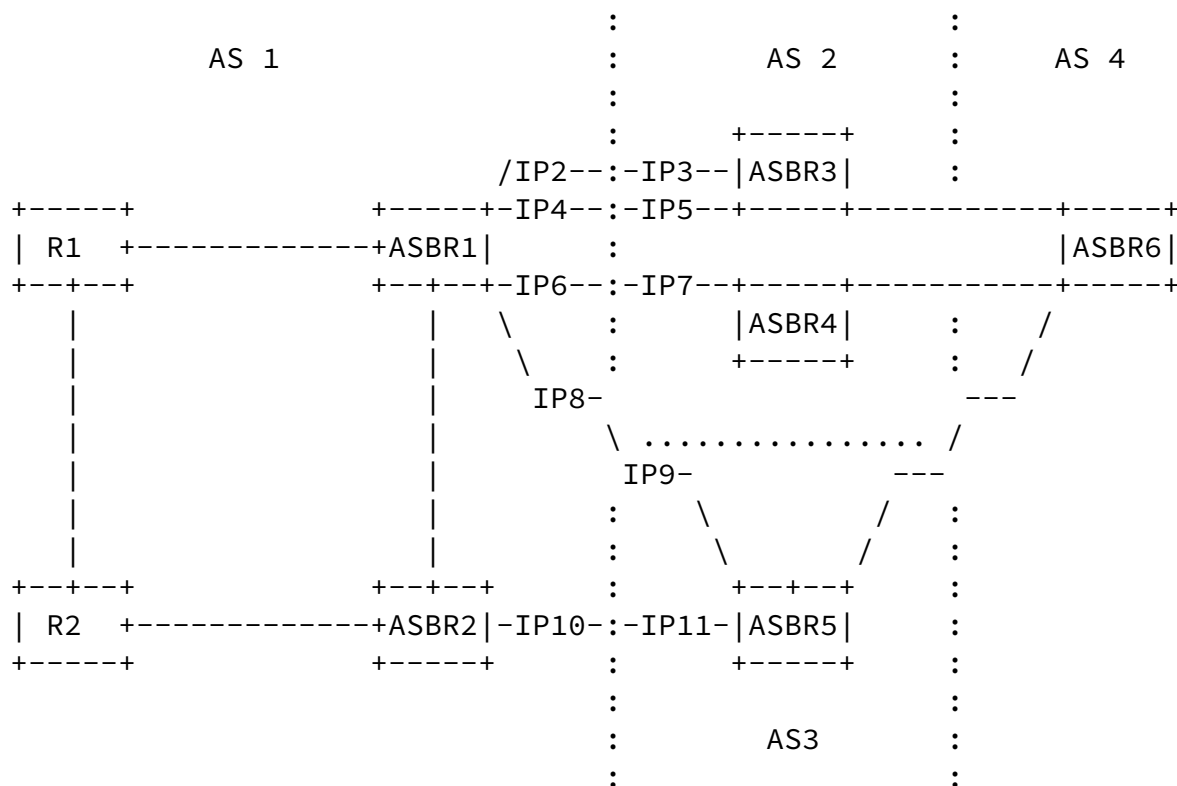 AS 1 : AS 2 : AS 4
/IP2--:-IP3--|ASBR3| :
+-----+ +-----+-IP4--:-IP5--+-----+-----------+-----+
| R1 +-------------+ASBR1| : |ASBR6|
+--+--+ +--+--+-IP6--:-IP7--+-----+-----------+-----+
| | \ : |ASBR4| : /
| | IP8- ---
| | IP9- ---
| R2 +-------------+ASBR2|-IP10-:-IP11-|ASBR5| :
: AS3 :